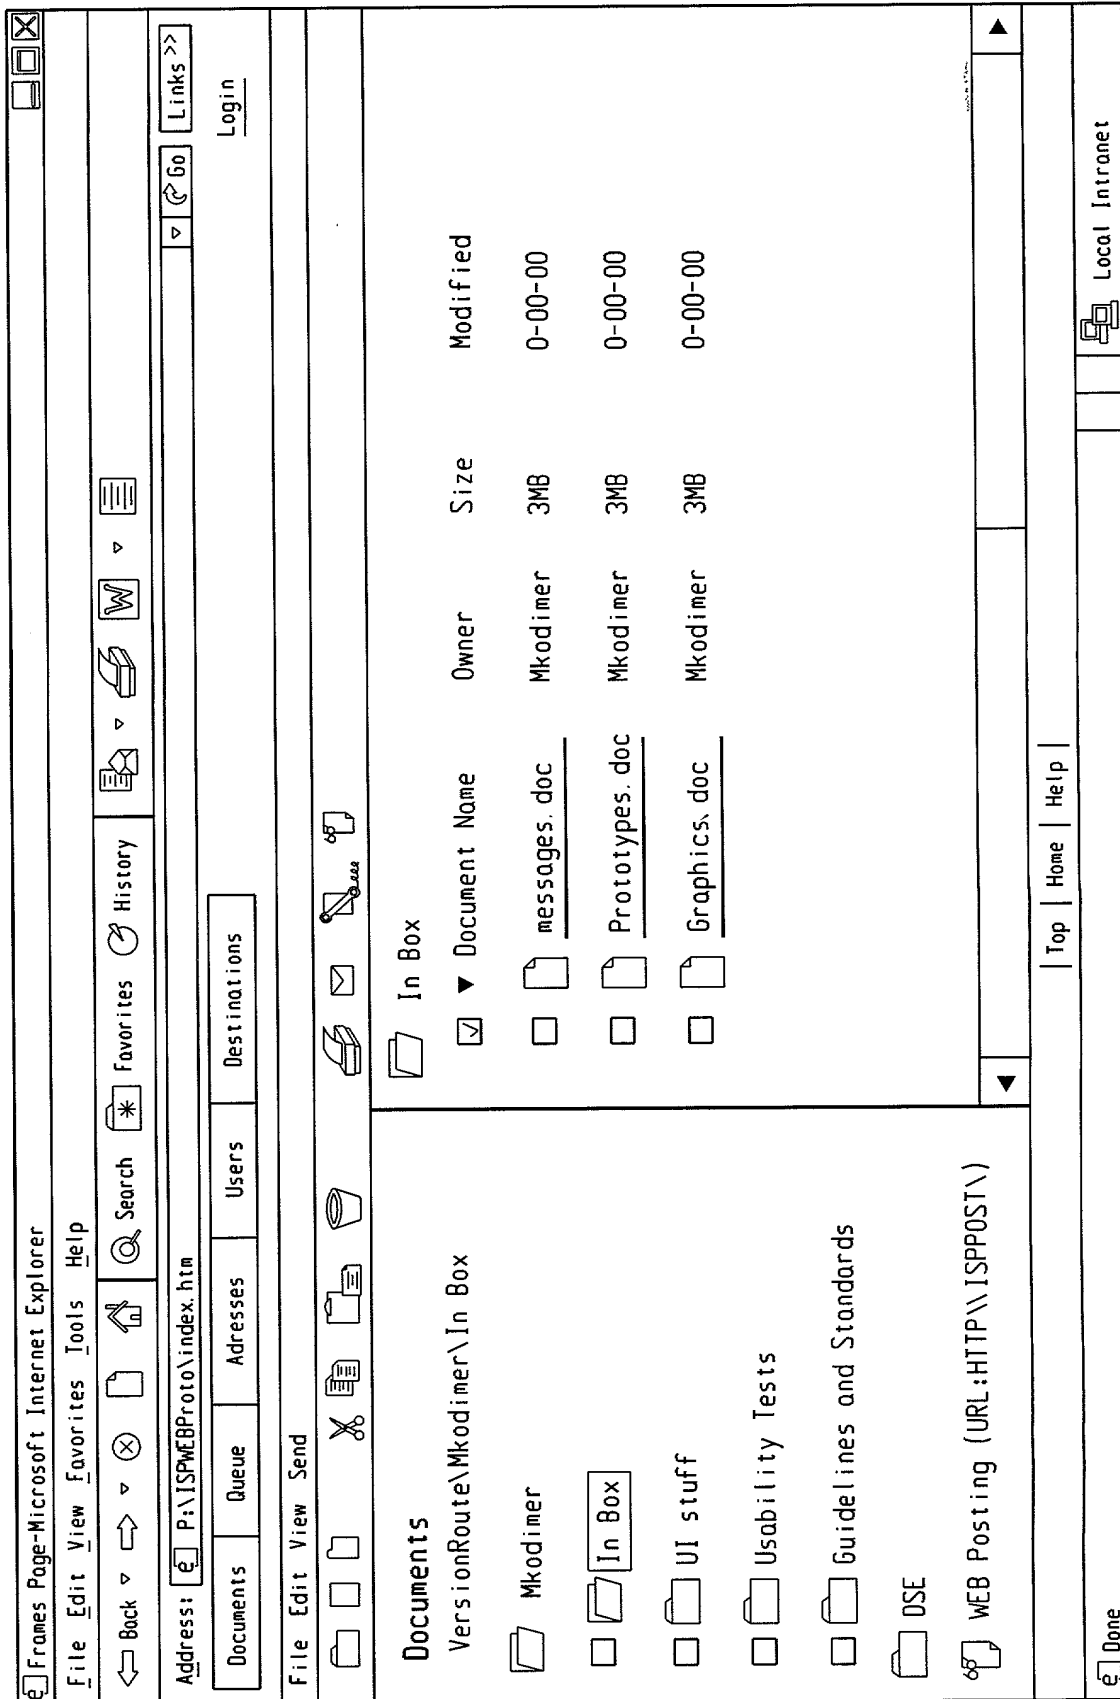 Frames Page-Microsoft Internet Explorer
File Edit View Favorites Tools Help
Back Search Favorites History W
Address: e P:\ISPWEBProto\index.htm Go Links >>
Documents Queue Adresses Users Destinations Login
File Edit View Send
Documents
VersionRoute\Mkodimer\In Box
Mkodimer
In Box
UI stuff
Usability Tests
Guidelines and Standards
DSE
WEB Posting (URL:HTTP\\ISPPOST\)
In Box
Document Name Owner Size Modified
messages.doc Mkodimer 3MB 0-00-00
Prototypes.doc Mkodimer 3MB 0-00-00
Graphics.doc Mkodimer 3MB 0-00-00
| Top | Home | Help |
e Done Local Intranet